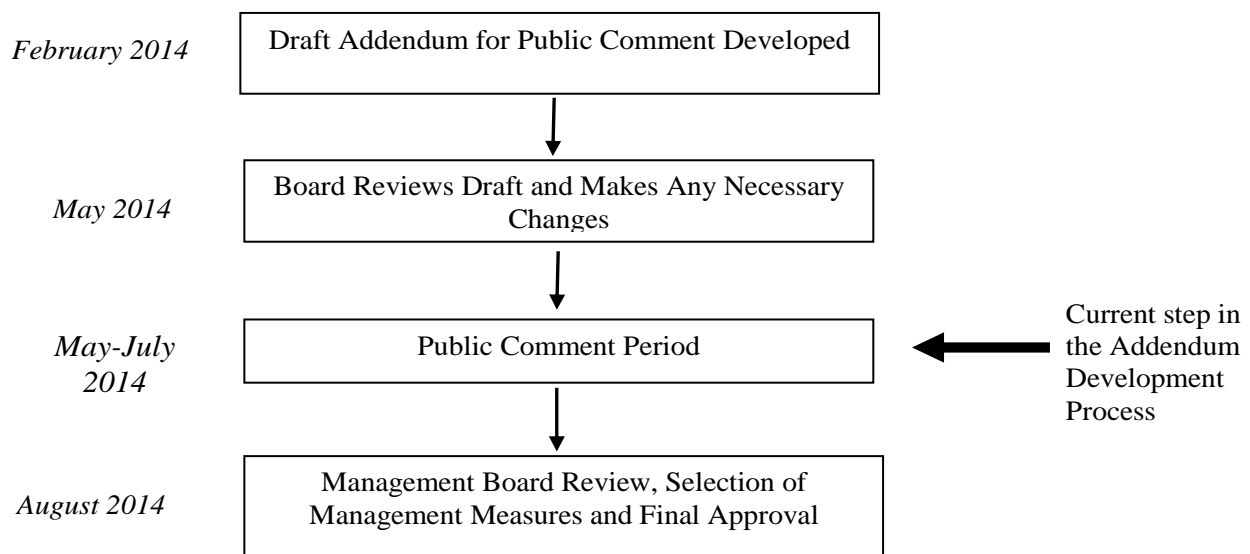 February 2014
Draft Addendum for Public Comment Developed
May 2014
Board Reviews Draft and Makes Any Necessary
Changes
May-July
2014
Public Comment Period
Current step in
the Addendum
Development
Process
August 2014
Management Board Review, Selection of
Management Measures and Final Approval